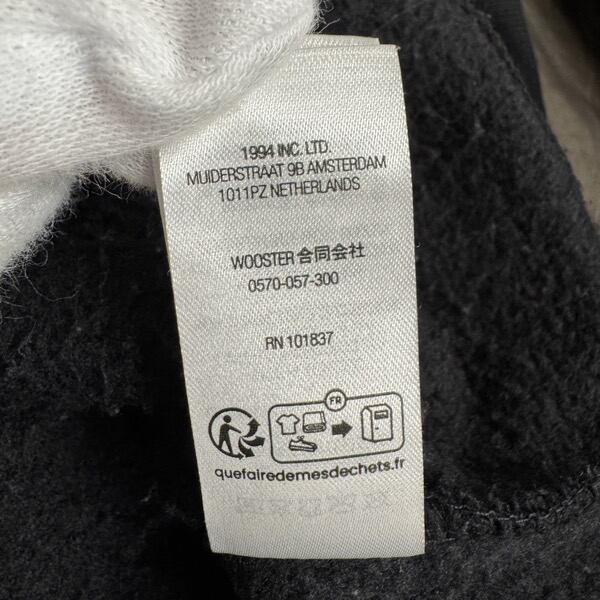 1994 INC. LTD.
MUIDERSTRAAT 9B AMSTERDAM
1011PZ NETHERLANDS
WOOSTER 合同会社
0570-057-300
RN 101837
FR
quefairedemesdechets.fr